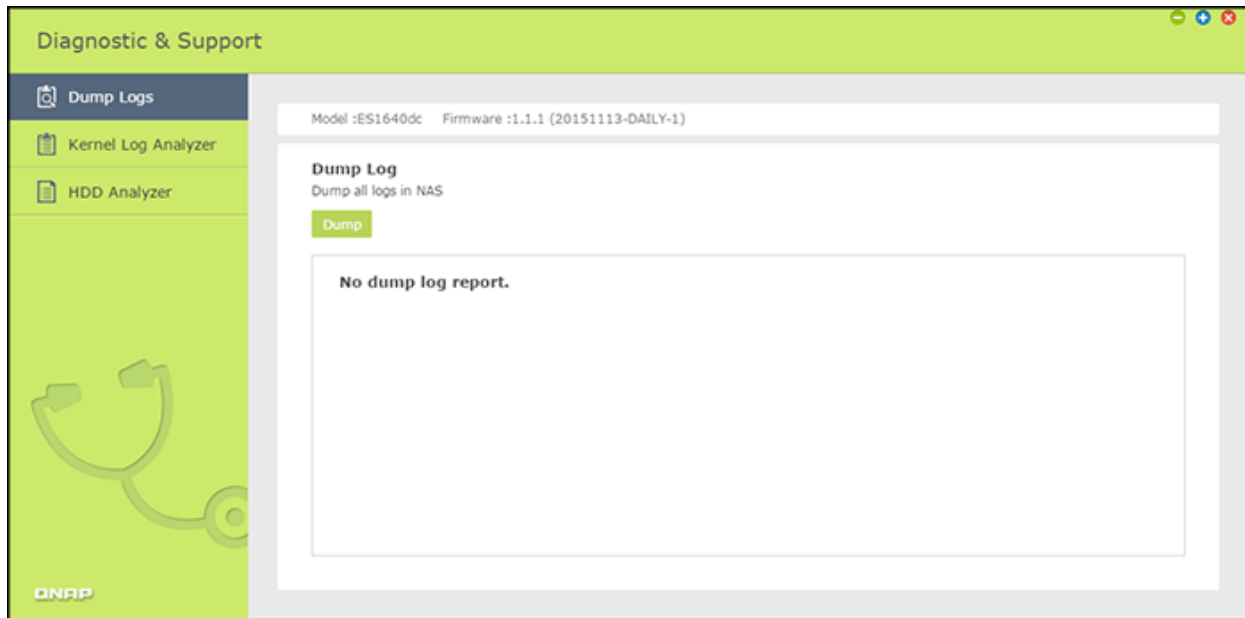 Diagnostic & Support
Dump Logs
Kernel Log Analyzer
HDD Analyzer
QNAP
Model :ES1640dc Firmware :1.1.1 (20151113-DAILY-1)
Dump Log
Dump all logs in NAS
Dump
No dump log report.